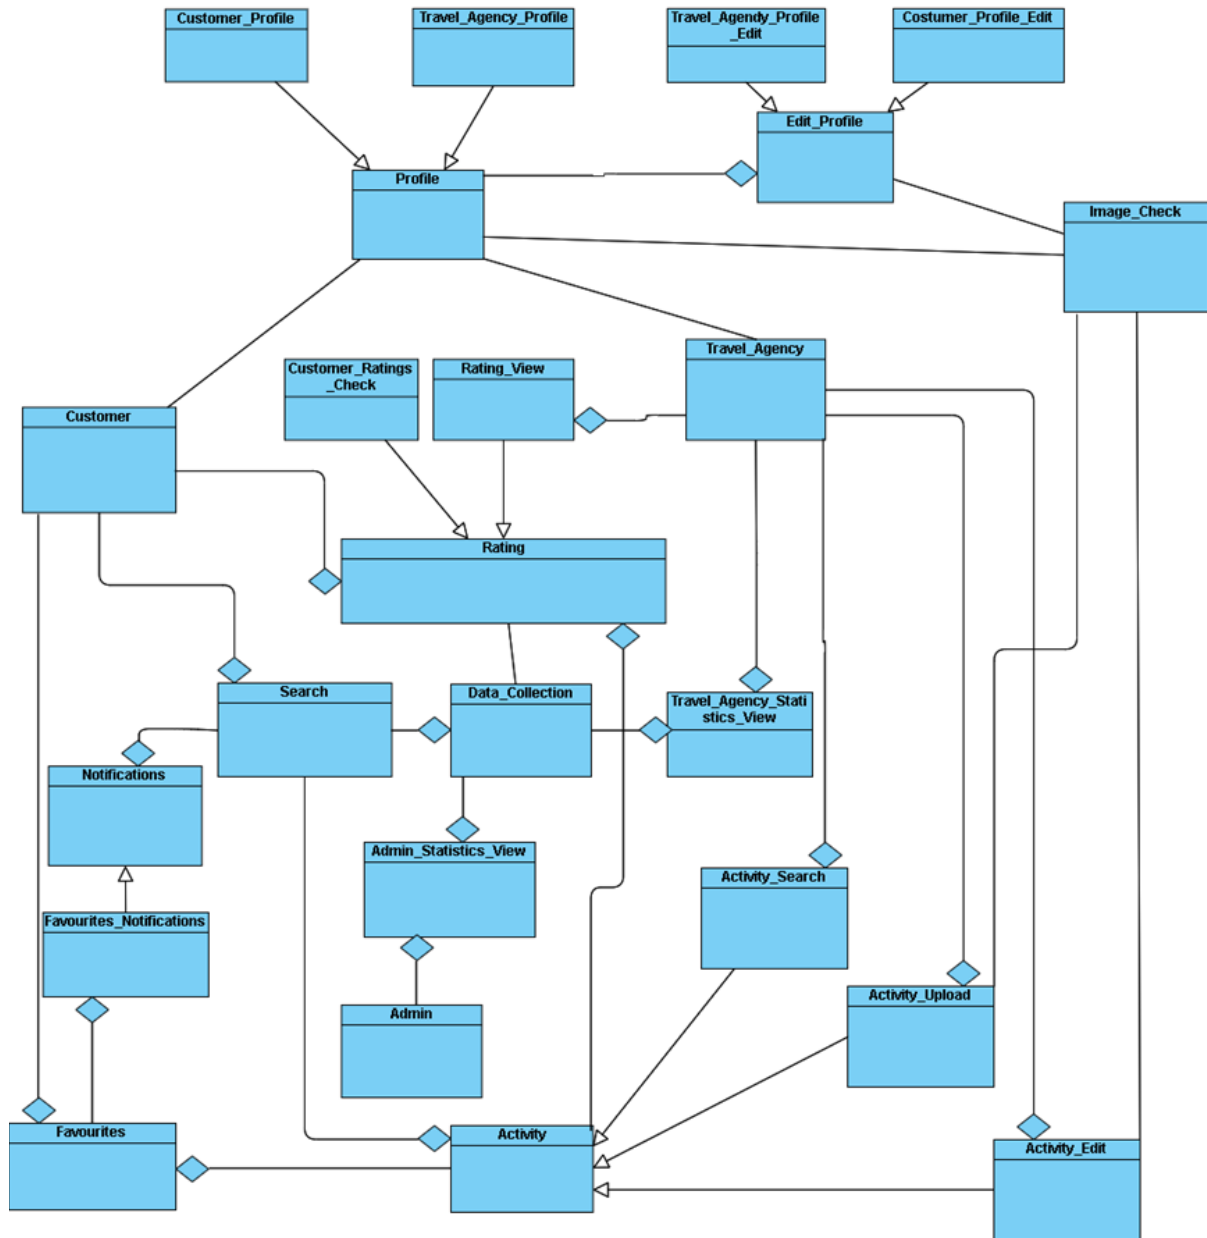 Customer_Profile
Travel_Agency_Profile
Travel_Agendy_Profile
_Edit
Costumer_Profile_Edit
Edit_Profile
Profile
Image_Check
Travel_Agency
Customer_Ratings
_Check
Rating_View
Customer
Rating
Search
Data_Collection
Travel_Agency_Stati
stics_View
Notifications
Admin_Statistics_View
Activity_Search
Favourites_Notifications
Activity_Upload
Admin
Favourites
Activity
Activity_Edit